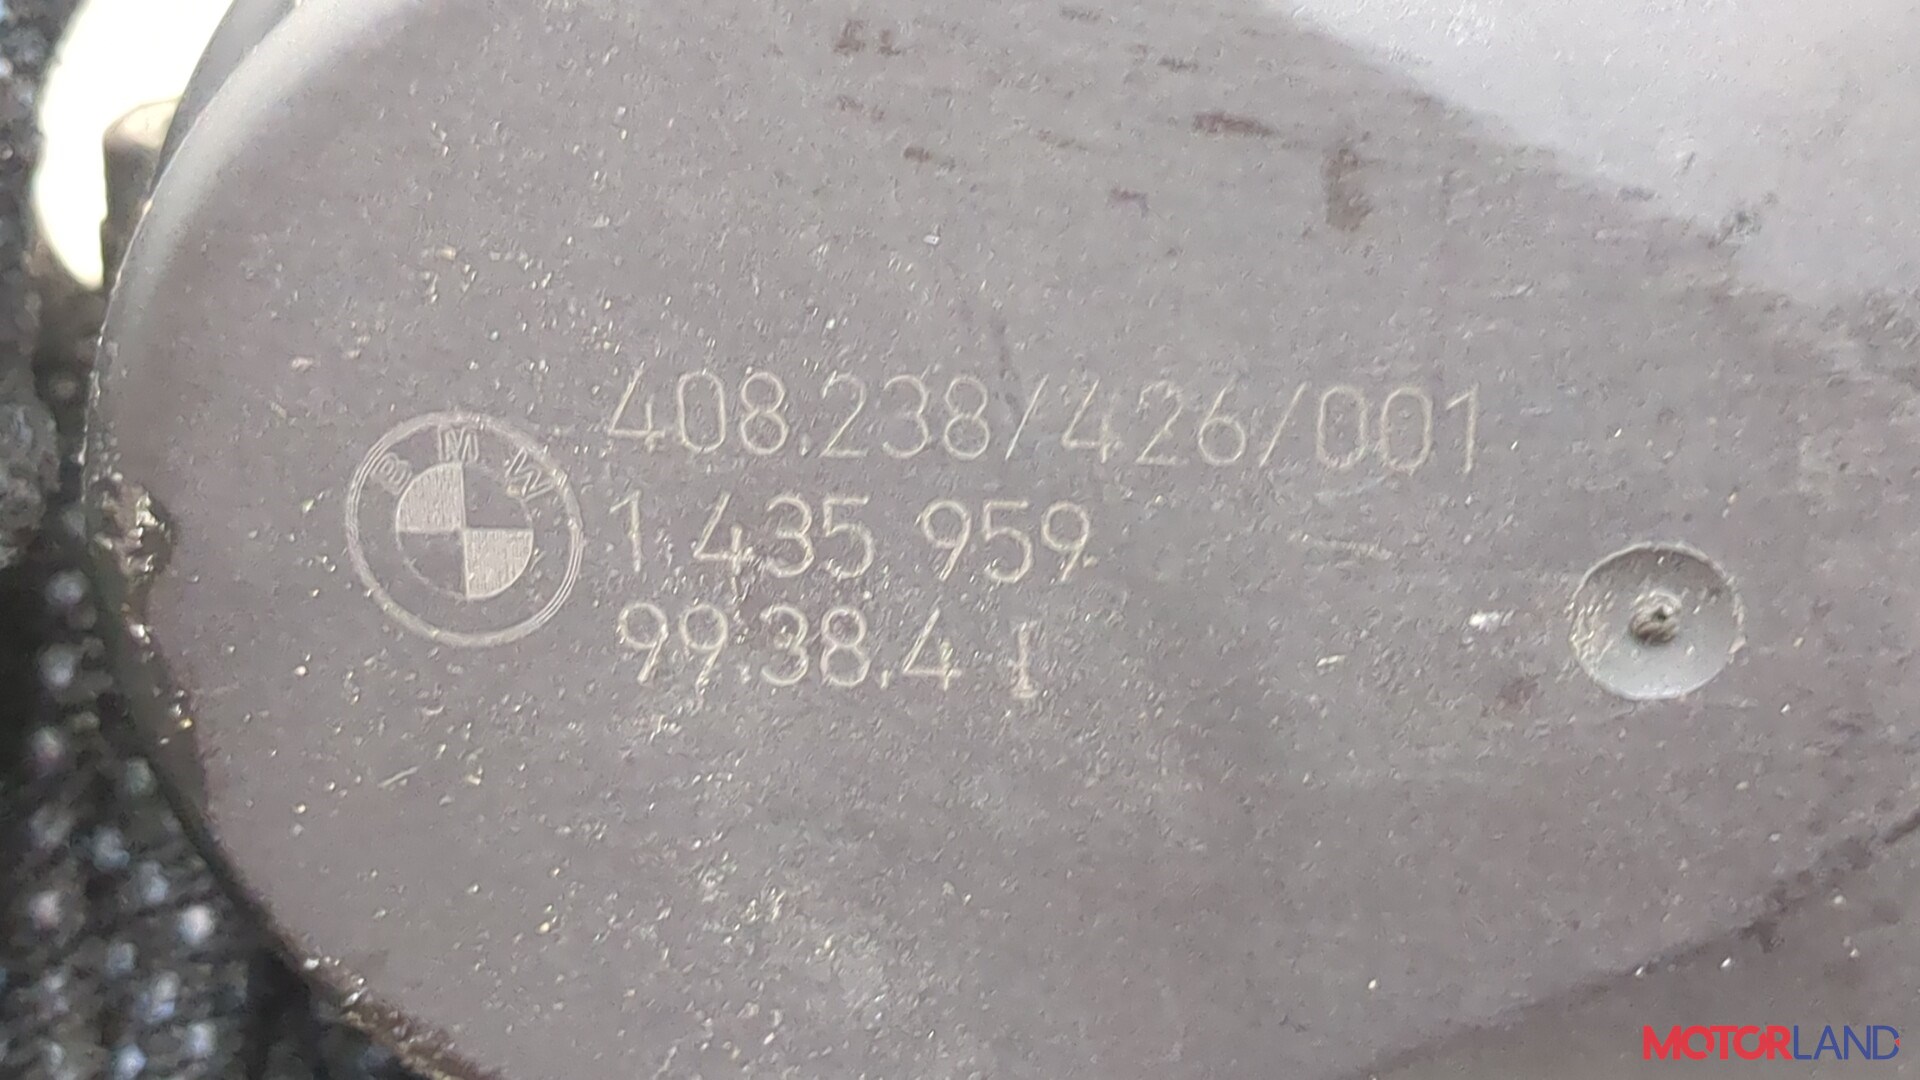 BMW
408.238/426/001
1 435 959
99.38.4 I
MOTORLAND